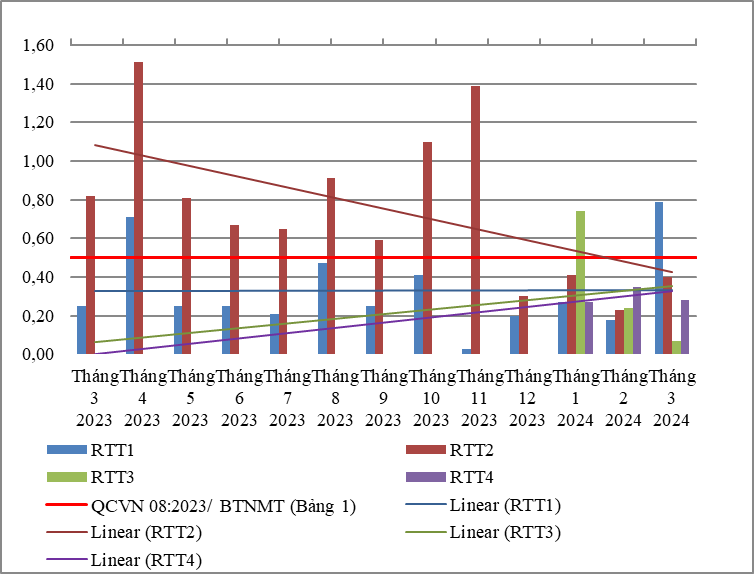 1,60
1,40
1,20
1,00
0,80
0,60
0,40
0,20
0,00
Tháng Tháng Tháng Tháng Tháng Tháng Tháng Tháng Tháng Tháng Tháng Tháng Tháng
3 4 5 6 7 8 9 10 11 12 1 2 3
2023 2023 2023 2023 2023 2023 2023 2023 2023 2023 2024 2024 2024
RTT1 RTT2
RTT3 RTT4
QCVN 08:2023/ BTNMT (Bảng 1) Linear (RTT1)
Linear (RTT2) Linear (RTT3)
Linear (RTT4)